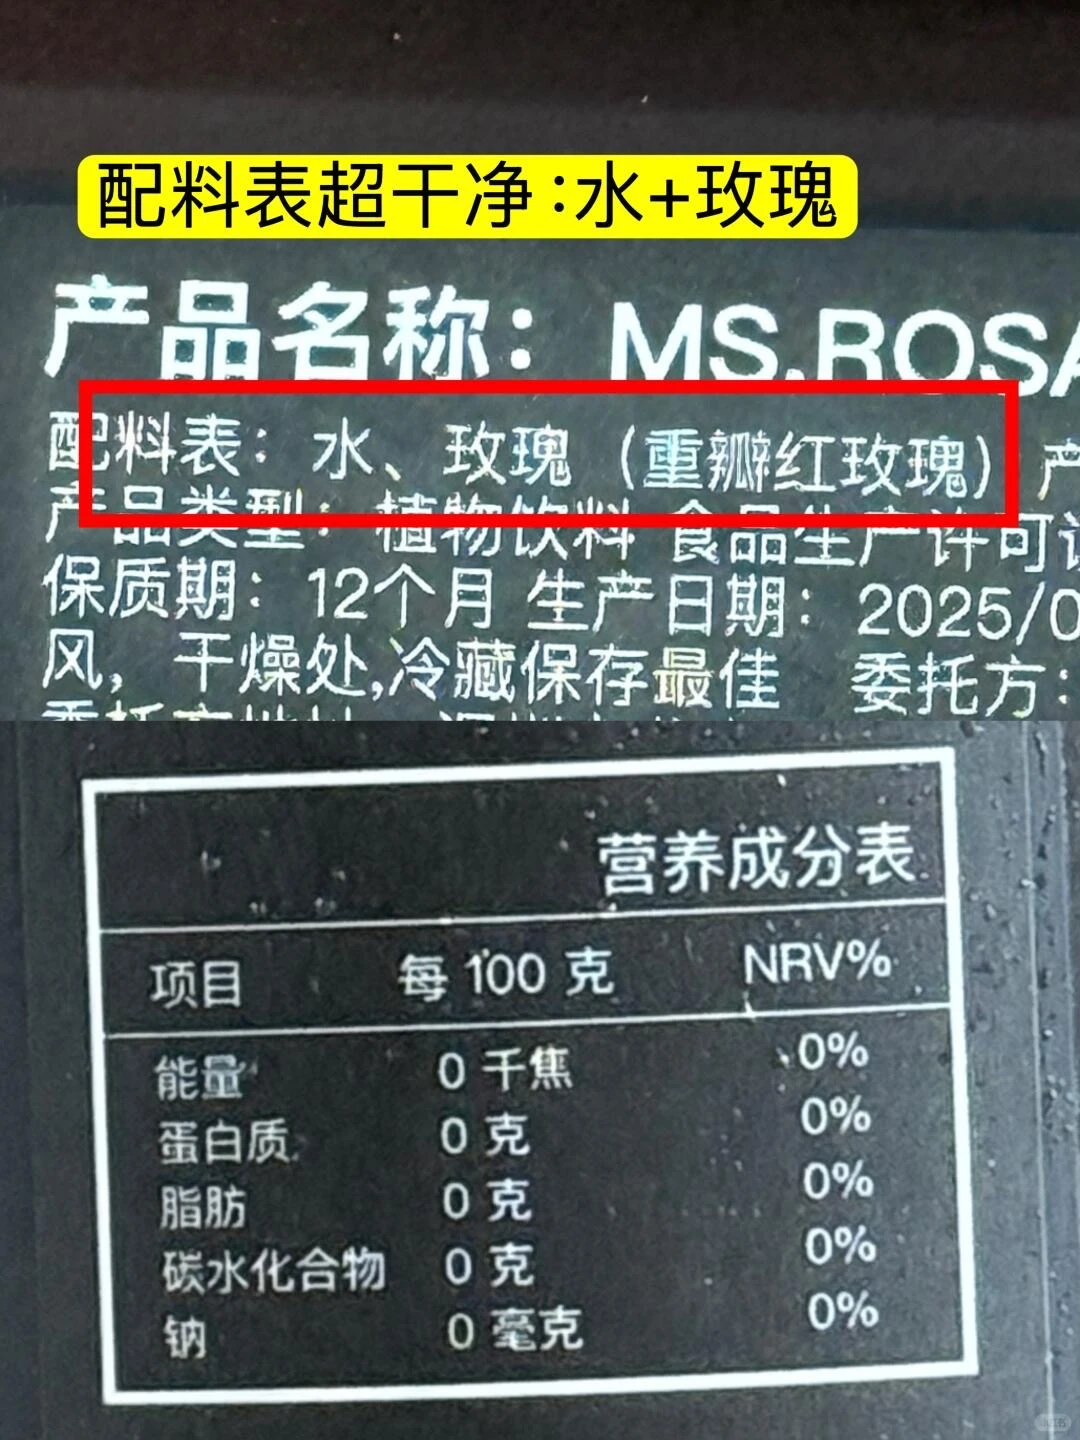 配料表超干净:水+玫瑰
产品名称： MS.ROSA
配料表：水、玫瑰（重瓣红玫瑰） 产
产品类型：植物饮料 食品生产许可
保质期：12个月 生产日期：2025/0
风，干燥处,冷藏保存最佳 委托方：
营养成分表
项目 每 100 克 NRV%
能量 0 千焦 0%
蛋白质 0 克 0%
脂肪 0 克 0%
碳水化合物 0 克 0%
钠 0 毫克 0%